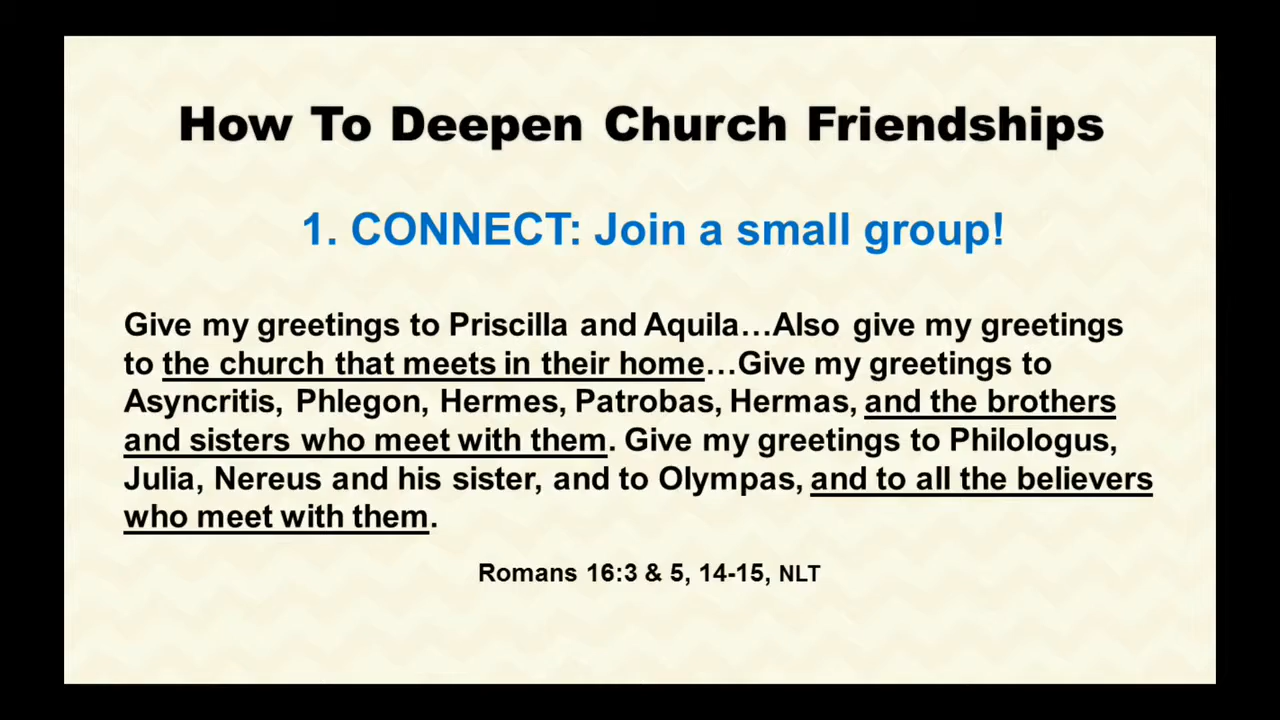 How To Deepen Church Friendships
1. CONNECT: Join a small group!
Give my greetings to Priscilla and Aquila…Also give my greetings
to the church that meets in their home…Give my greetings to
Asyncritis, Phlegon, Hermes, Patrobas, Hermas, and the brothers
and sisters who meet with them. Give my greetings to Philologus,
Julia, Nereus and his sister, and to Olympas, and to all the believers
who meet with them.
Romans 16:3 & 5, 14-15, NLT